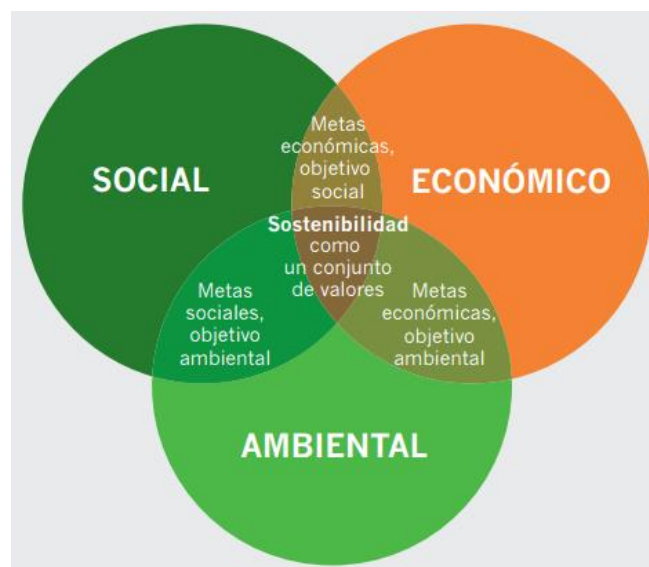 SOCIAL
Metas
económicas,
objetivo
social
ECONÓMICO
Sostenibilidad
como
un conjunto
de valores
Metas
sociales,
objetivo
ambiental
Metas
económicas,
objetivo
ambiental
AMBIENTAL